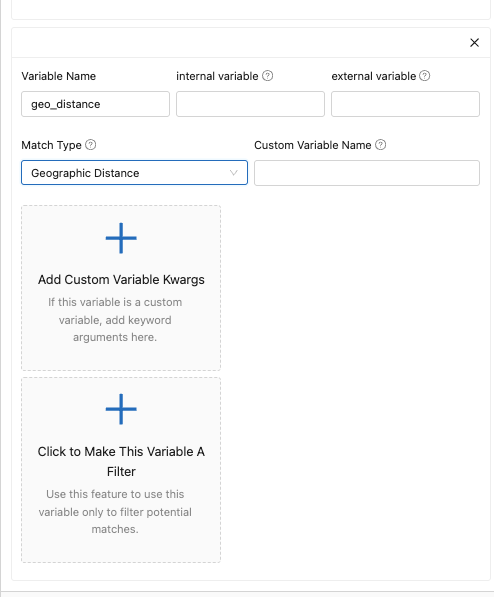 Variable Name
internal variable ?
external variable ?
geo_distance
Match Type ?
Custom Variable Name ?
Geographic Distance
Add Custom Variable Kwargs
If this variable is a custom
variable, add keyword
arguments here.
Click to Make This Variable A
Filter
Use this feature to use this
variable only to filter potential
matches.